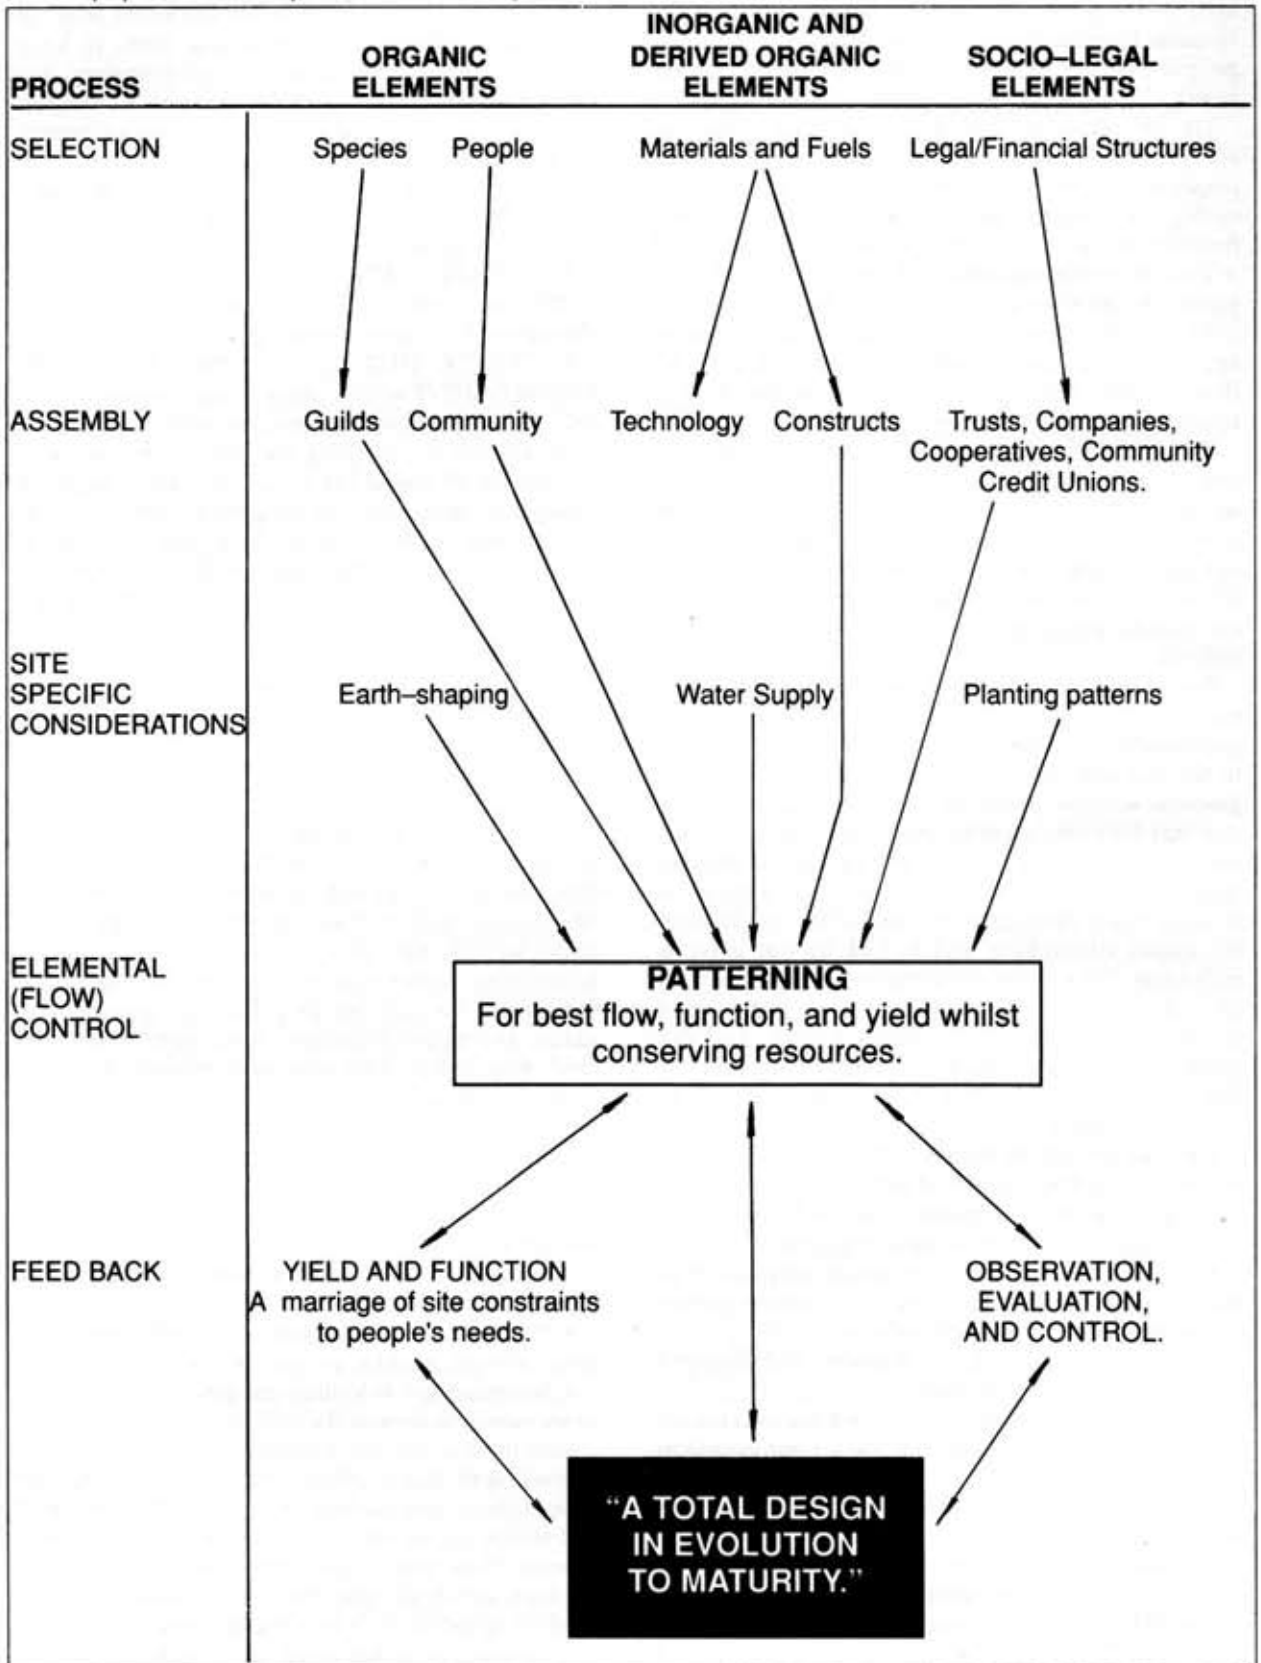 INORGANIC AND
ORGANIC DERIVED ORGANIC SOCIO–LEGAL
PROCESS ELEMENTS ELEMENTS ELEMENTS
SELECTION Species People Materials and Fuels Legal/Financial Structures
ASSEMBLY Guilds Community Technology Constructs Trusts, Companies,
Cooperatives, Community
Credit Unions.
SITE
SPECIFIC Earth–shaping Water Supply Planting patterns
CONSIDERATIONS
ELEMENTAL PATTERNING
(FLOW) For best flow, function, and yield whilst
CONTROL conserving resources.
FEED BACK YIELD AND FUNCTION OBSERVATION,
A marriage of site constraints EVALUATION,
to people's needs. AND CONTROL.
“A TOTAL DESIGN
IN EVOLUTION
TO MATURITY.”